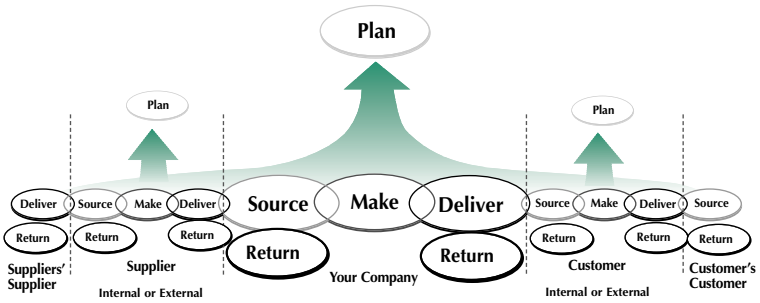 Plan
Plan
Plan
Deliver Source Make Deliver Source Make Deliver Source Make Deliver Source
Return Return Return Return Return Return Return Return
Suppliers'
Supplier
Supplier
Internal or External
Your Company
Customer
Internal or External
Customer's
Customer